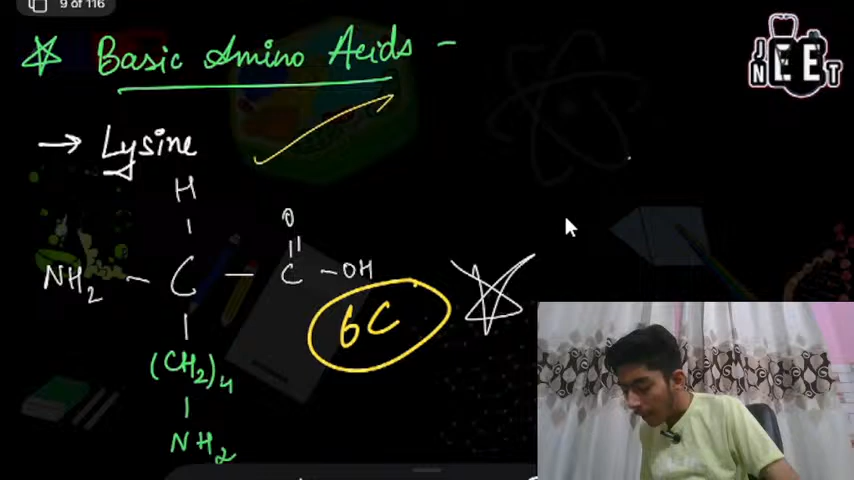 9 of 116
Basic Amino Acids -
J NEET
→ Lysine
H
O
NH2 - C - C - OH
6C
(CH2)4
NH2